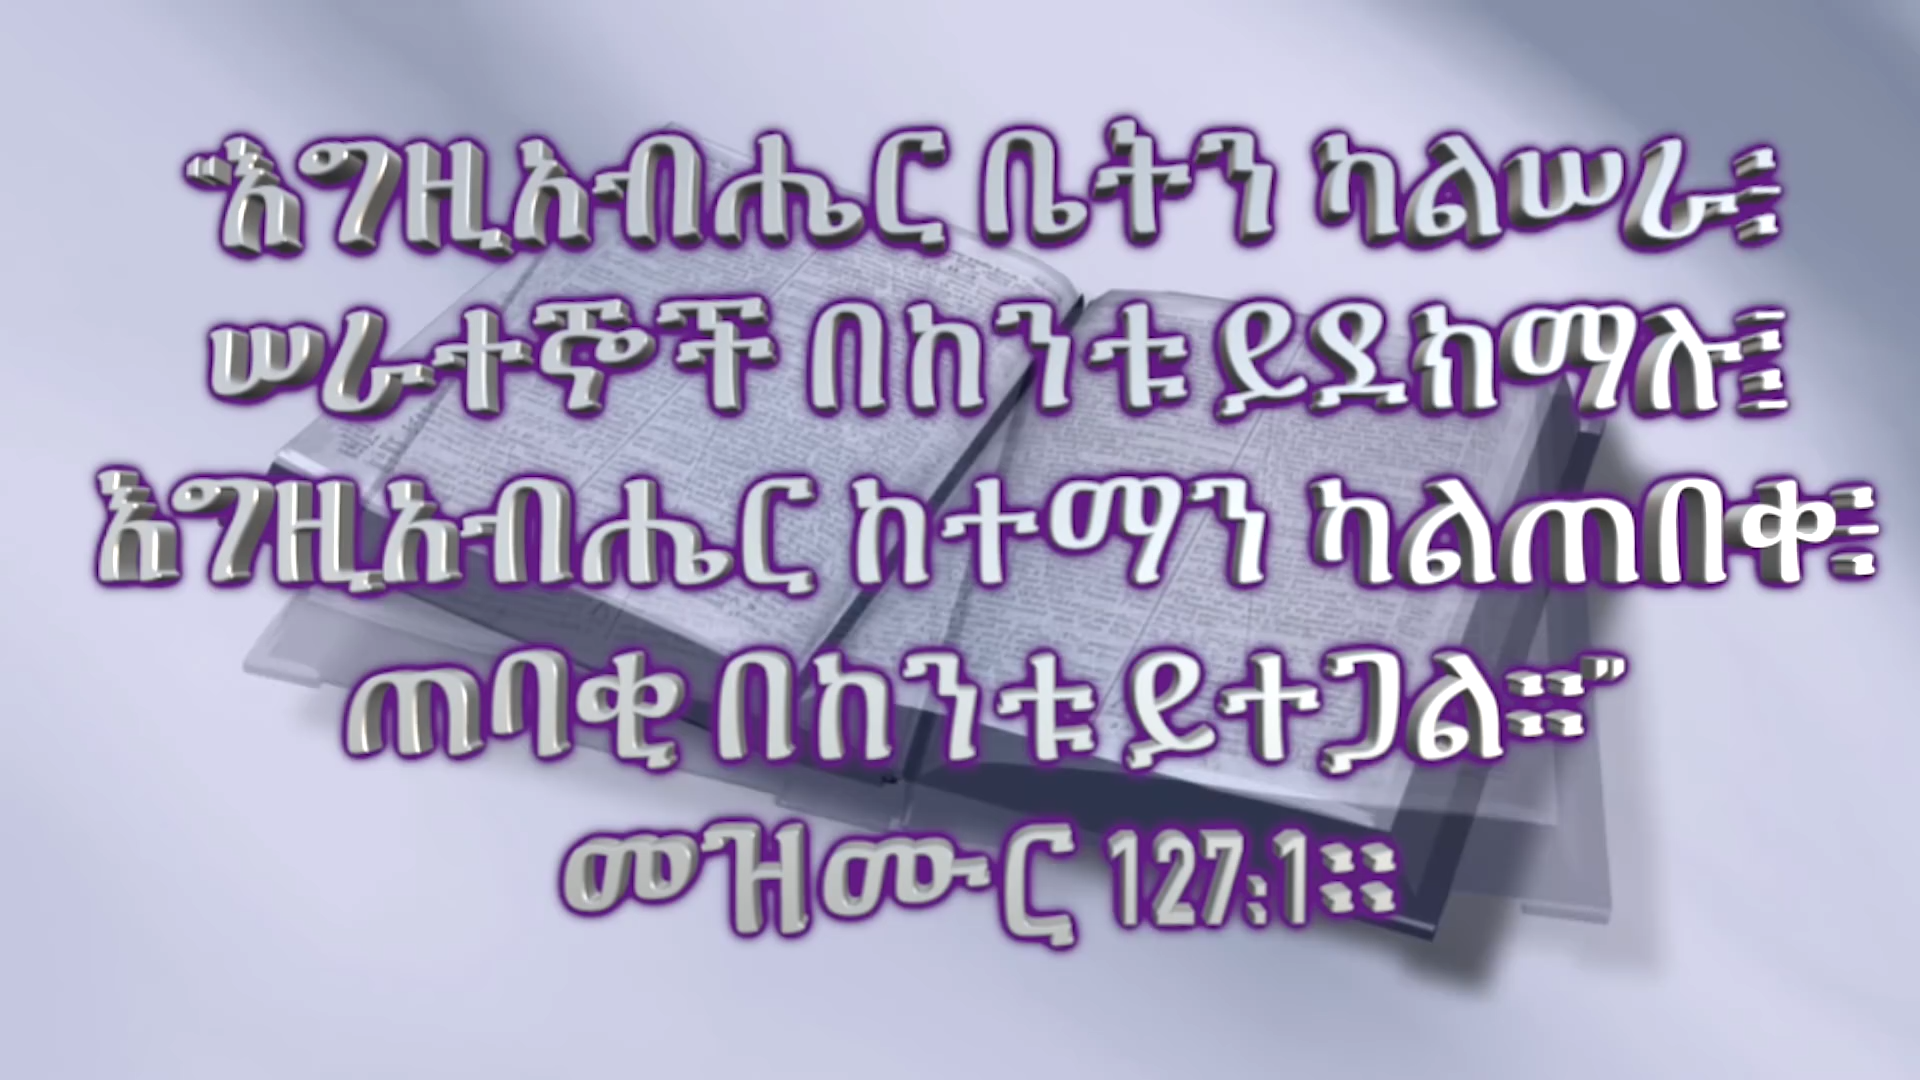 “እግዚአብሔር ቤትን ካልሠራ፥
ሠራተኞች በከንቱ ይደክማሉ፤
እግዚአብሔር ከተማን ካልጠበቀ፥
ጠባቂ በከንቱ ይተጋል።”
መዝሙር 127፡1።